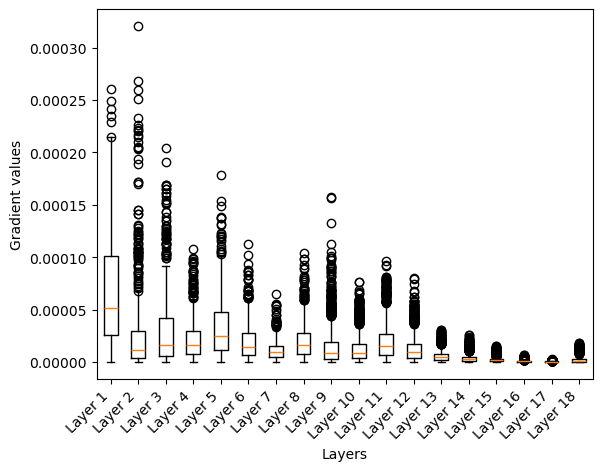 Gradient values
0.00030
0.00025
0.00020
0.00015
0.00010
0.00005
0.00000
Layer 1
Layer 2
Layer 3
Layer 4
Layer 5
Layer 6
Layer 7
Layer 8
Layer 9
Layer 10
Layer 11
Layer 12
Layer 13
Layer 14
Layer 15
Layer 16
Layer 17
Layer 18
Layers